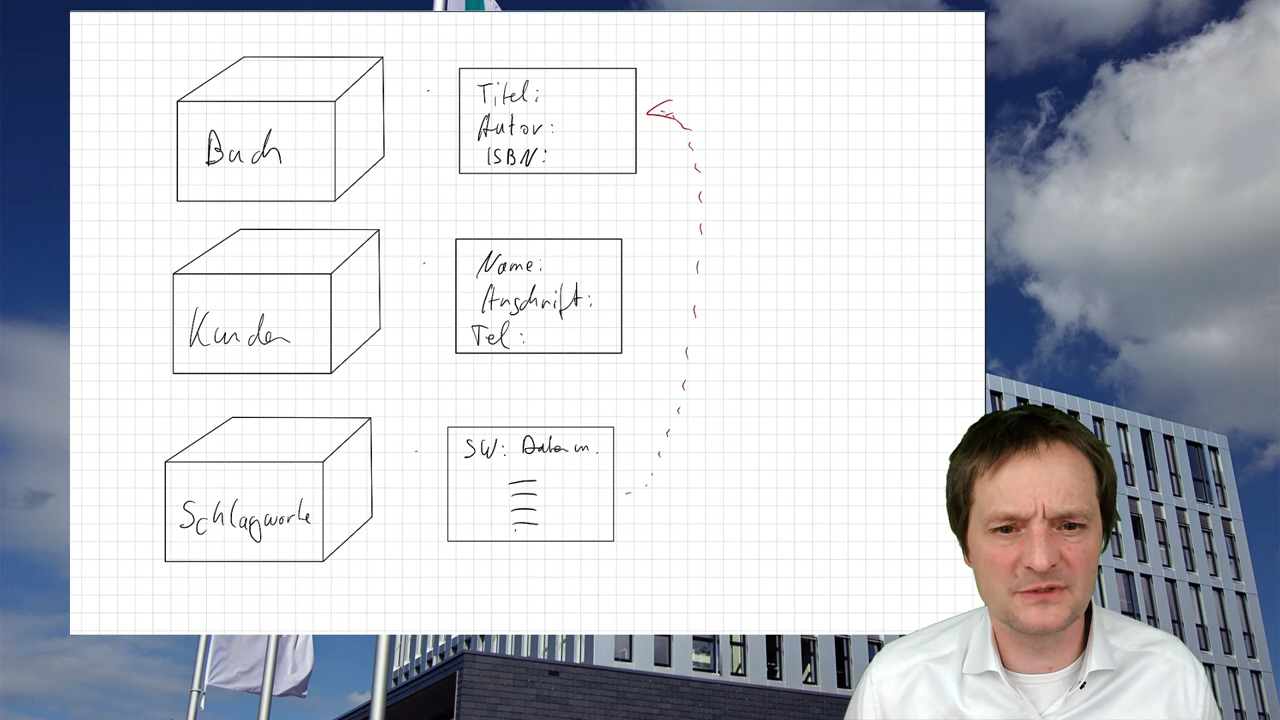 Buch
Titel:
Autor:
ISBN:
Kunden
Name:
Anschrift:
Tel:
Schlagworte
SW: